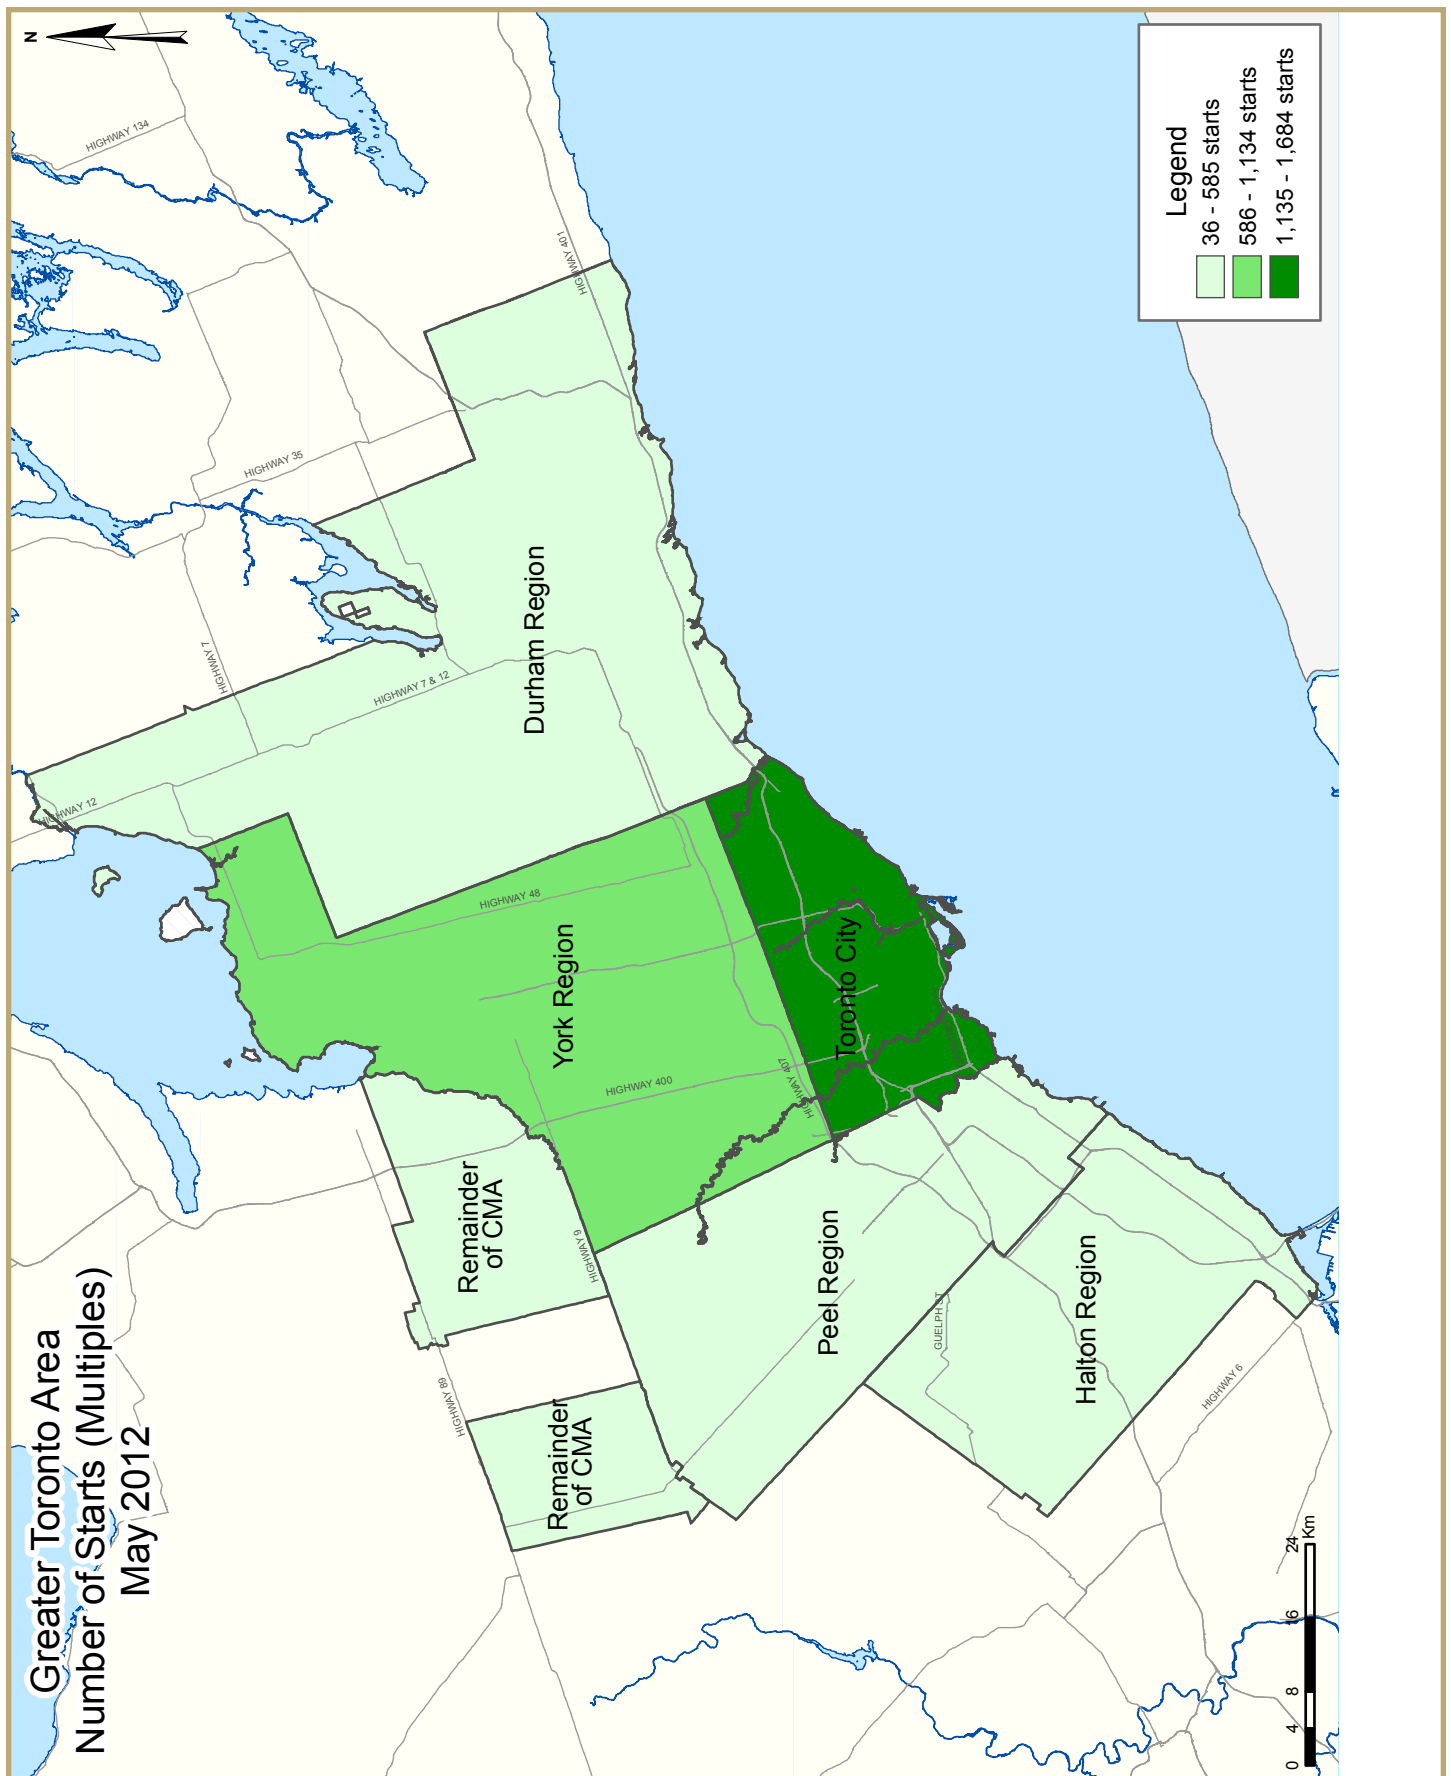 Greater Toronto Area
Number of Starts (Multiples)
May 2012
N
HIGHWAY 134
HIGHWAY 401
HIGHWAY 35
HIGHWAY 7
HIGHWAY 7 & 12
HIGHWAY 12
Durham Region
HIGHWAY 48
York Region
HIGHWAY 400
HIGHWAY 407
Toronto City
Remainder
of CMA
HIGHWAY 9
HIGHWAY 89
Remainder
of CMA
Peel Region
GUELPH ST
Halton Region
HIGHWAY 6
Legend
36 - 585 starts
586 - 1,134 starts
1,135 - 1,684 starts
0 4 8 16 24
Km